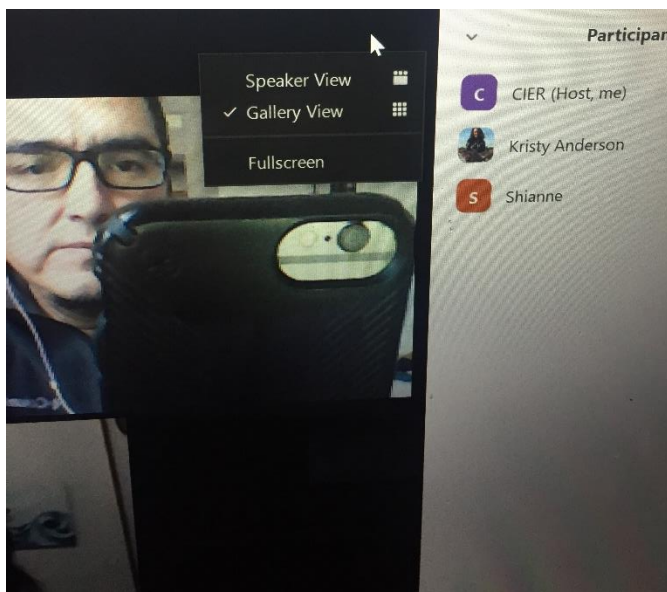 Speaker View
Gallery View
Fullscreen
Participan
C CIER (Host, me)
Kristy Anderson
S Shianne